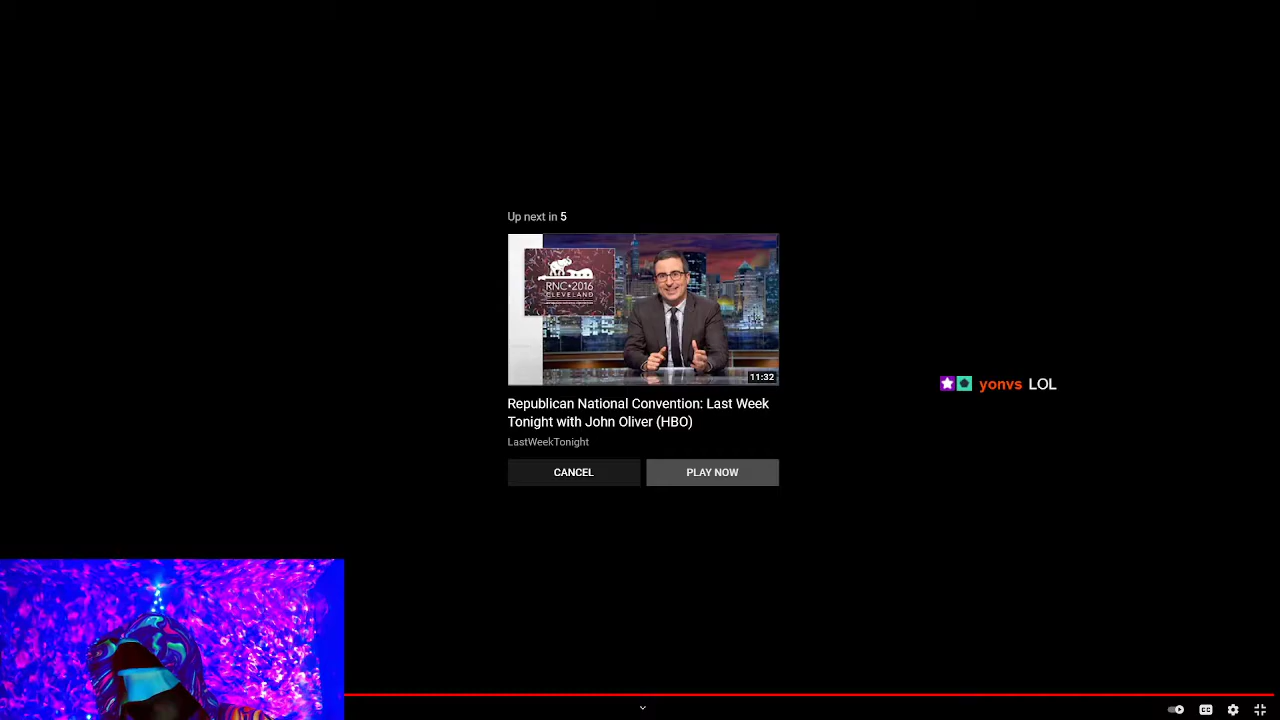 Up next in 5
RNC★2016
CLEVELAND
11:32
Republican National Convention: Last Week
Tonight with John Oliver (HBO)
LastWeekTonight
CANCEL
PLAY NOW
yonvs LOL
CC